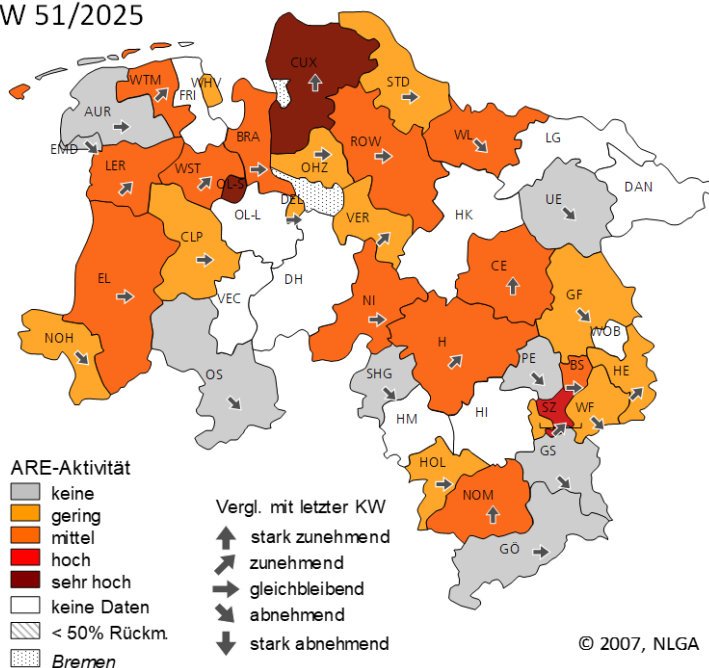 W 51/2025
CUX
STD
WTM
WHV
FRI
AUR
EMD
BRA
ROW
WL
LG
LER
WST
OHZ
OL-S
UE
DAN
DEL
OL-L
VER
HK
CLP
CE
EL
DH
VEC
NI
GF
WOB
NOH
H
PE
BS
HE
OS
SHG
SZ
WF
HM
HI
GS
HOL
NOM
GÖ
ARE-Aktivität
keine
gering
mittel
hoch
sehr hoch
keine Daten
< 50% Rückm.
Bremen
Vergl. mit letzter KW
stark zunehmend
zunehmend
gleichbleibend
abnehmend
stark abnehmend
© 2007, NLGA